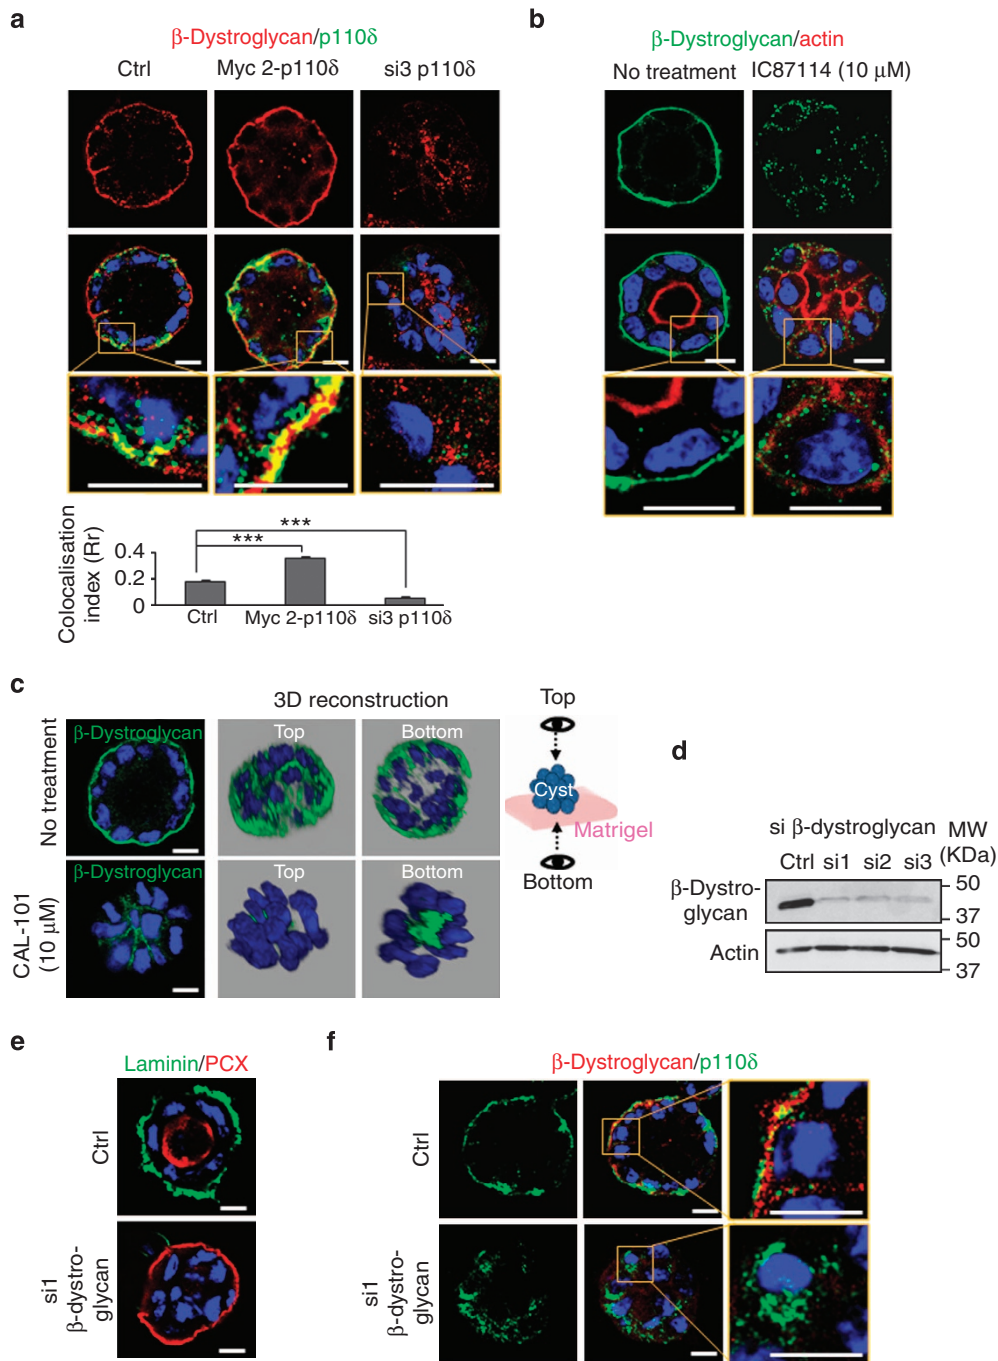 a
β-Dystroglycan/p110δ
Ctrl Myc 2-p110δ si3 p110δ
Colocalisation
index (Rr)
0.4
0.2
0
***
***
Ctrl Myc 2-p110δ si3 p110δ
b
β-Dystroglycan/actin
No treatment IC87114 (10 μM)
c
3D reconstruction
No treatment
β-Dystroglycan Top Bottom
CAL-101
(10 μM)
β-Dystroglycan Top Bottom
Top
Cyst
Matrigel
Bottom
d
si β-dystroglycan MW
(KDa)
Ctrl si1 si2 si3
β-Dystro-
glycan
50
37
Actin
50
37
e
Laminin/PCX
Ctrl
si1
β-dystro-
glycan
f
β-Dystroglycan/p110δ
Ctrl
si1
β-dystro-
glycan